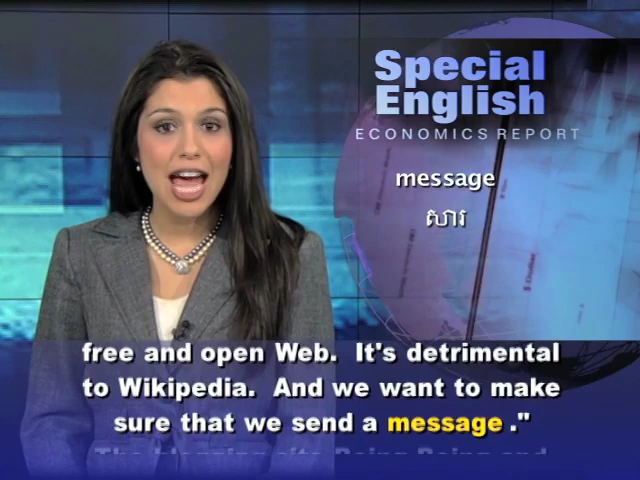 Special
English
ECONOMICS REPORT
message
សារ
free and open Web.  It's detrimental
to Wikipedia.  And we want to make
sure that we send a message ."